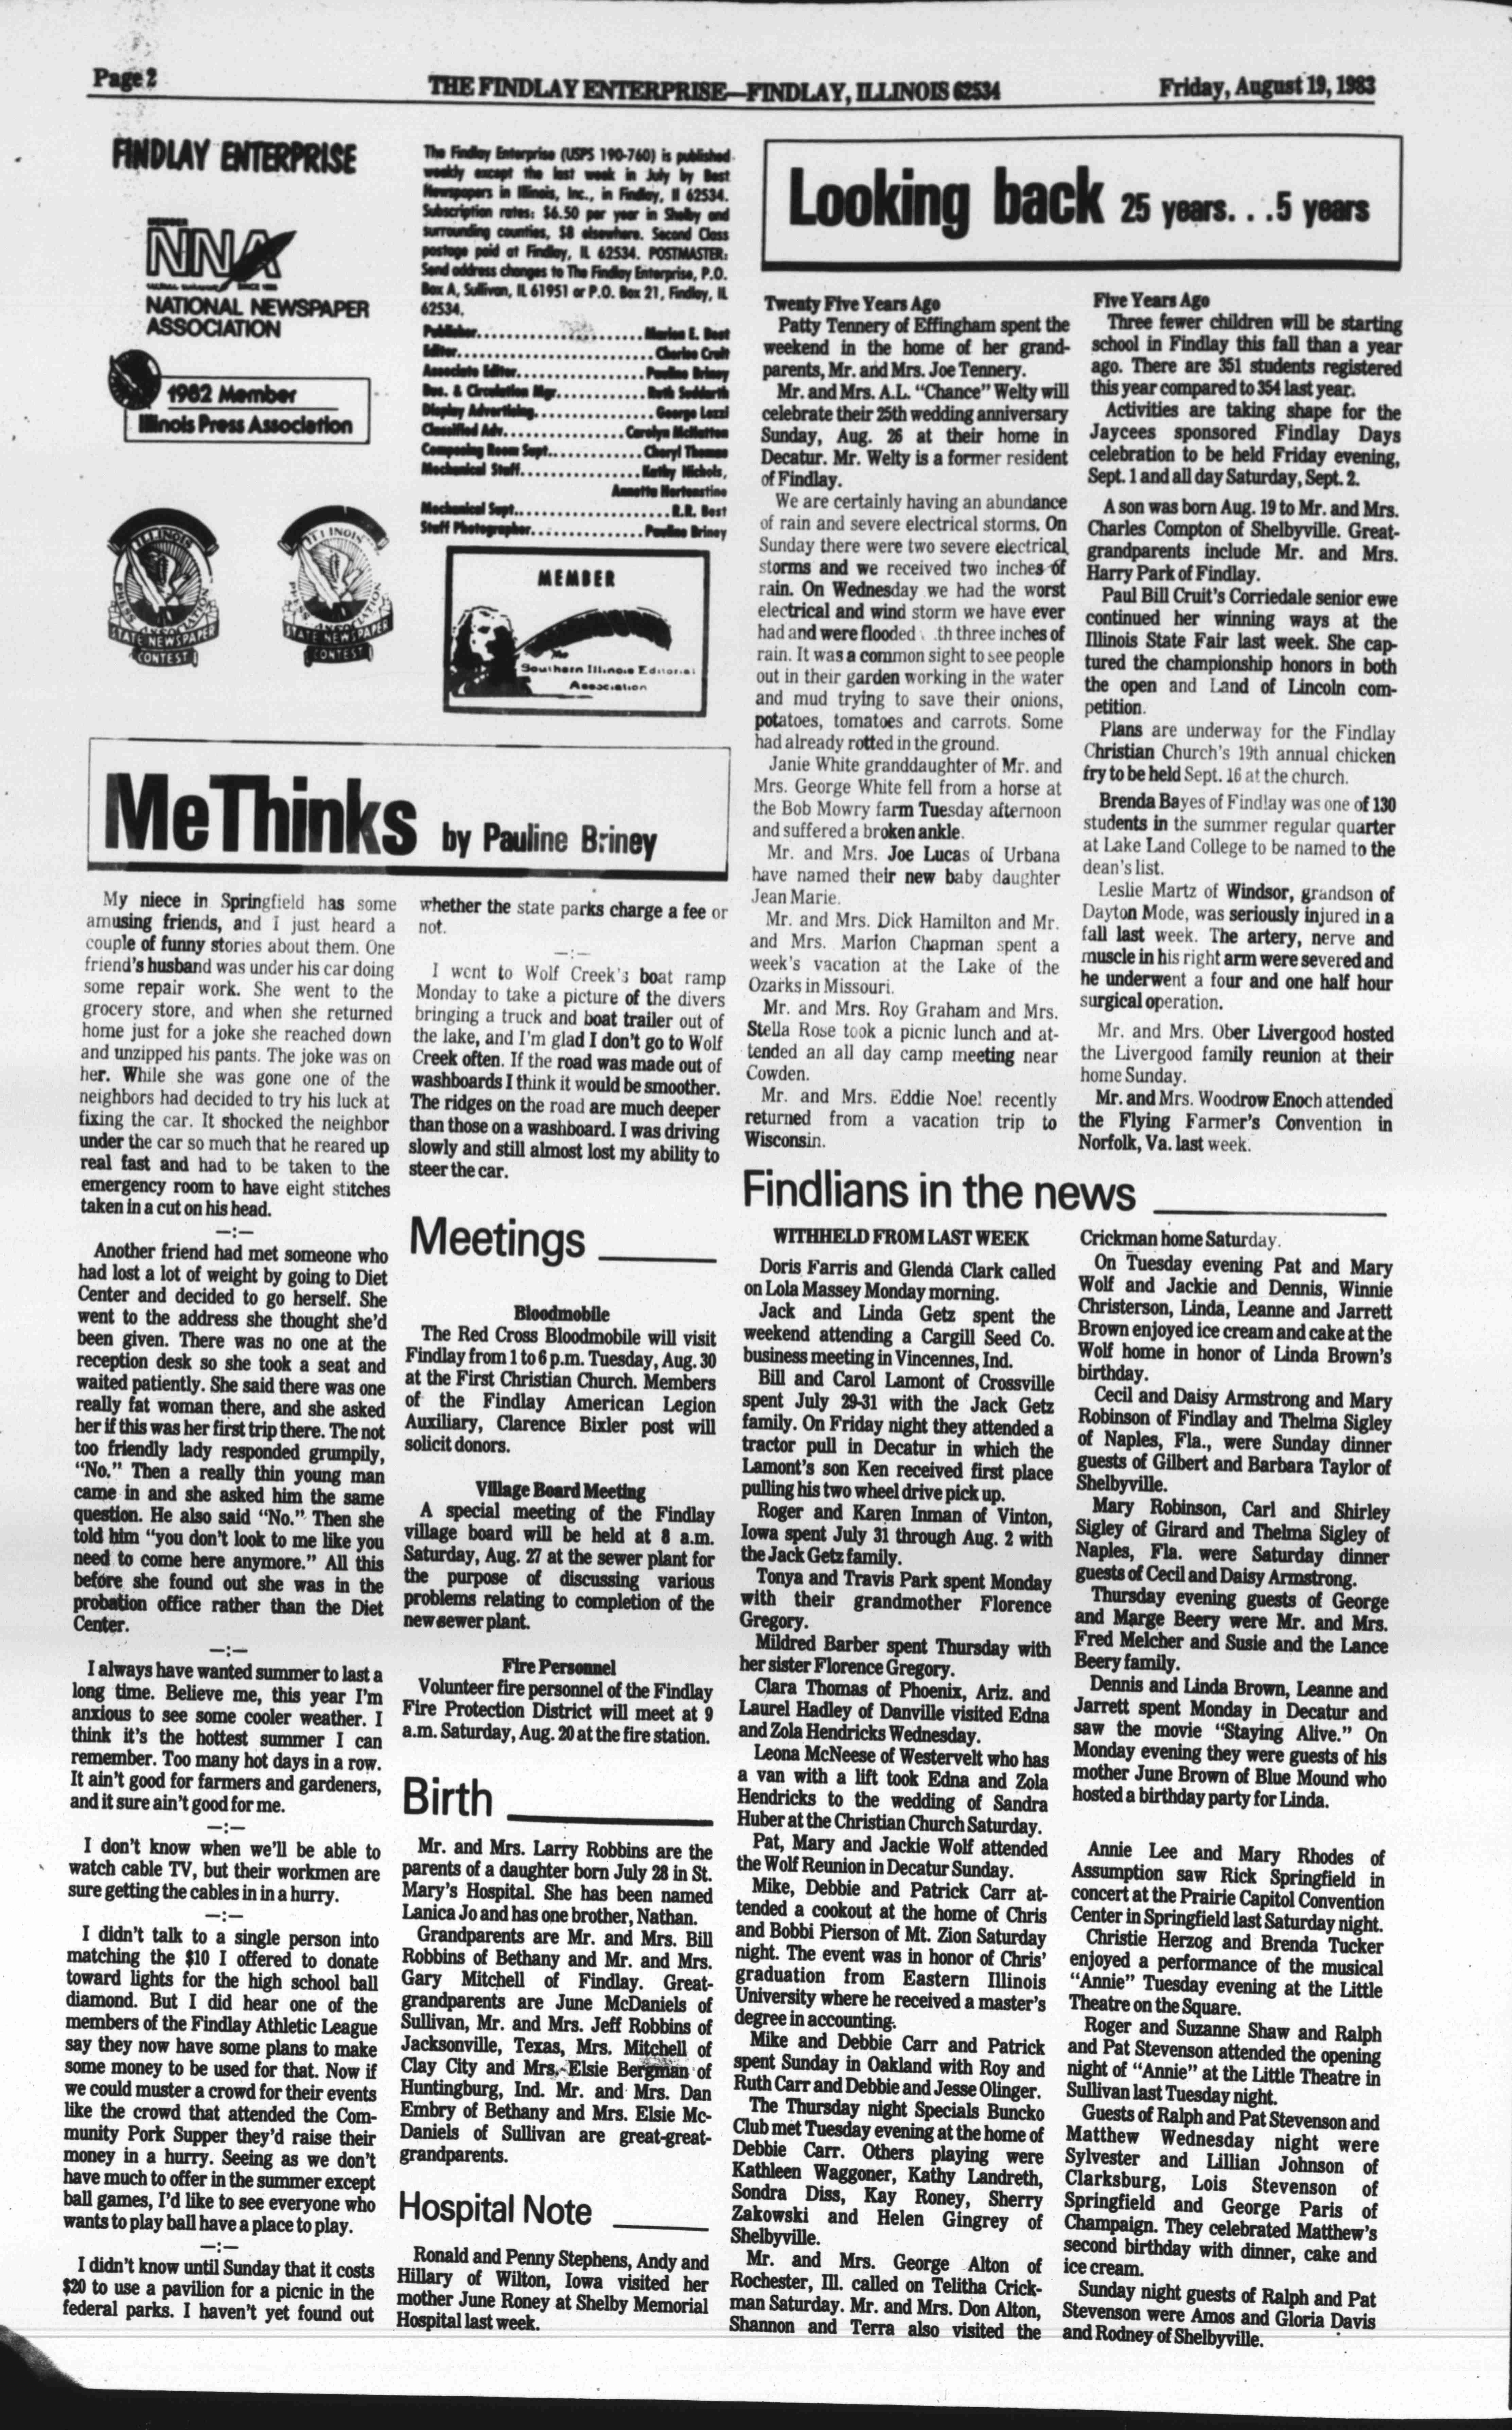 Page 2
THE FINDLAY ENTERPRISE—FINDLAY, ILLINOIS 62534
Friday, August 19, 1983
FINDLAY ENTERPRISE
MEMBER
NNA
NATIONAL NEWSPAPER
ASSOCIATION
1982 Member
Illinois Press Association
ILLINOIS
PRESS ASSOCIATION
STATE NEWSPAPER
CONTEST
ILLINOIS
PRESS ASSOCIATION
STATE NEWSPAPER
CONTEST
The Findlay Enterprise (USPS 190-760) is published
weekly except the last week in July by Best
Newspapers in Illinois, Inc., in Findlay, Il 62534.
Subscription rates: $6.50 per year in Shelby and
surrounding counties, $8 elsewhere. Second Class
postage paid at Findlay, IL 62534. POSTMASTER:
Send address changes to The Findlay Enterprise, P.O.
Box A, Sullivan, IL 61951 or P.O. Box 21, Findlay, IL
62534.
Publisher. . . . . Marion E. Best
Editor. . . . . Charlee Cruit
Associate Editor. . . . . Pauline Briney
Bus. & Circulation Mgr. . . . . Ruth Suddarth
Display Advertising. . . . . George Lozzi
Classified Adv. . . . . Carolyn McHatton
Composing Room Supt. . . . . Cheryl Thomas
Mechanical Staff. . . . . Kathy Nichols,
Annette Hortenstine
Mechanical Supt. . . . . R.R. Best
Staff Photographer. . . . . Pauline Briney
MEMBER
The
Southern Illinois Editorial
Association
MeThinks by Pauline Briney
My niece in Springfield has some
amusing friends, and I just heard a
couple of funny stories about them. One
friend's husband was under his car doing
some repair work. She went to the
grocery store, and when she returned
home just for a joke she reached down
and unzipped his pants. The joke was on
her. While she was gone one of the
neighbors had decided to try his luck at
fixing the car. It shocked the neighbor
under the car so much that he reared up
real fast and had to be taken to the
emergency room to have eight stitches
taken in a cut on his head.
—:—
Another friend had met someone who
had lost a lot of weight by going to Diet
Center and decided to go herself. She
went to the address she thought she'd
been given. There was no one at the
reception desk so she took a seat and
waited patiently. She said there was one
really fat woman there, and she asked
her if this was her first trip there. The not
too friendly lady responded grumpily,
"No." Then a really thin young man
came in and she asked him the same
question. He also said "No." Then she
told him "you don't look to me like you
need to come here anymore." All this
before she found out she was in the
probation office rather than the Diet
Center.
—:—
I always have wanted summer to last a
long time. Believe me, this year I'm
anxious to see some cooler weather. I
think it's the hottest summer I can
remember. Too many hot days in a row.
It ain't good for farmers and gardeners,
and it sure ain't good for me.
—:—
I don't know when we'll be able to
watch cable TV, but their workmen are
sure getting the cables in in a hurry.
—:—
I didn't talk to a single person into
matching the $10 I offered to donate
toward lights for the high school ball
diamond. But I did hear one of the
members of the Findlay Athletic League
say they now have some plans to make
some money to be used for that. Now if
we could muster a crowd for their events
like the crowd that attended the Com-
munity Pork Supper they'd raise their
money in a hurry. Seeing as we don't
have much to offer in the summer except
ball games, I'd like to see everyone who
wants to play ball have a place to play.
—:—
I didn't know until Sunday that it costs
$20 to use a pavilion for a picnic in the
federal parks. I haven't yet found out
whether the state parks charge a fee or
not.
—:—
I went to Wolf Creek's boat ramp
Monday to take a picture of the divers
bringing a truck and boat trailer out of
the lake, and I'm glad I don't go to Wolf
Creek often. If the road was made out of
washboards I think it would be smoother.
The ridges on the road are much deeper
than those on a washboard. I was driving
slowly and still almost lost my ability to
steer the car.
Meetings
Bloodmobile
The Red Cross Bloodmobile will visit
Findlay from 1 to 6 p.m. Tuesday, Aug. 30
at the First Christian Church. Members
of the Findlay American Legion
Auxiliary, Clarence Bixler post will
solicit donors.
Village Board Meeting
A special meeting of the Findlay
village board will be held at 8 a.m.
Saturday, Aug. 27 at the sewer plant for
the purpose of discussing various
problems relating to completion of the
new sewer plant.
Fire Personnel
Volunteer fire personnel of the Findlay
Fire Protection District will meet at 9
a.m. Saturday, Aug. 20 at the fire station.
Birth
Mr. and Mrs. Larry Robbins are the
parents of a daughter born July 28 in St.
Mary's Hospital. She has been named
Lanica Jo and has one brother, Nathan.
Grandparents are Mr. and Mrs. Bill
Robbins of Bethany and Mr. and Mrs.
Gary Mitchell of Findlay. Great-
grandparents are June McDaniels of
Sullivan, Mr. and Mrs. Jeff Robbins of
Jacksonville, Texas, Mrs. Mitchell of
Clay City and Mrs. Elsie Bergman of
Huntingburg, Ind. Mr. and Mrs. Dan
Embry of Bethany and Mrs. Elsie Mc-
Daniels of Sullivan are great-great-
grandparents.
Hospital Note
Ronald and Penny Stephens, Andy and
Hillary of Wilton, Iowa visited her
mother June Roney at Shelby Memorial
Hospital last week.
Looking back 25 years. . .5 years
Twenty Five Years Ago
Patty Tennery of Effingham spent the
weekend in the home of her grand-
parents, Mr. and Mrs. Joe Tennery.
Mr. and Mrs. A.L. "Chance" Welty will
celebrate their 25th wedding anniversary
Sunday, Aug. 26 at their home in
Decatur. Mr. Welty is a former resident
of Findlay.
We are certainly having an abundance
of rain and severe electrical storms. On
Sunday there were two severe electrical
storms and we received two inches of
rain. On Wednesday we had the worst
electrical and wind storm we have ever
had and were flooded .th three inches of
rain. It was a common sight to see people
out in their garden working in the water
and mud trying to save their onions,
potatoes, tomatoes and carrots. Some
had already rotted in the ground.
Janie White granddaughter of Mr. and
Mrs. George White fell from a horse at
the Bob Mowry farm Tuesday afternoon
and suffered a broken ankle.
Mr. and Mrs. Joe Lucas of Urbana
have named their new baby daughter
Jean Marie.
Mr. and Mrs. Dick Hamilton and Mr.
and Mrs. Marion Chapman spent a
week's vacation at the Lake of the
Ozarks in Missouri.
Mr. and Mrs. Roy Graham and Mrs.
Stella Rose took a picnic lunch and at-
tended an all day camp meeting near
Cowden.
Mr. and Mrs. Eddie Noel recently
returned from a vacation trip to
Wisconsin.
Five Years Ago
Three fewer children will be starting
school in Findlay this fall than a year
ago. There are 351 students registered
this year compared to 354 last year.
Activities are taking shape for the
Jaycees sponsored Findlay Days
celebration to be held Friday evening,
Sept. 1 and all day Saturday, Sept. 2.
A son was born Aug. 19 to Mr. and Mrs.
Charles Compton of Shelbyville. Great-
grandparents include Mr. and Mrs.
Harry Park of Findlay.
Paul Bill Cruit's Corriedale senior ewe
continued her winning ways at the
Illinois State Fair last week. She cap-
tured the championship honors in both
the open and Land of Lincoln com-
petition.
Plans are underway for the Findlay
Christian Church's 19th annual chicken
fry to be held Sept. 16 at the church.
Brenda Bayes of Findlay was one of 130
students in the summer regular quarter
at Lake Land College to be named to the
dean's list.
Leslie Martz of Windsor, grandson of
Dayton Mode, was seriously injured in a
fall last week. The artery, nerve and
muscle in his right arm were severed and
he underwent a four and one half hour
surgical operation.
Mr. and Mrs. Ober Livergood hosted
the Livergood family reunion at their
home Sunday.
Mr. and Mrs. Woodrow Enoch attended
the Flying Farmer's Convention in
Norfolk, Va. last week.
Findlians in the news
WITHHELD FROM LAST WEEK
Doris Farris and Glenda Clark called
on Lola Massey Monday morning.
Jack and Linda Getz spent the
weekend attending a Cargill Seed Co.
business meeting in Vincennes, Ind.
Bill and Carol Lamont of Crossville
spent July 29-31 with the Jack Getz
family. On Friday night they attended a
tractor pull in Decatur in which the
Lamont's son Ken received first place
pulling his two wheel drive pick up.
Roger and Karen Inman of Vinton,
Iowa spent July 31 through Aug. 2 with
the Jack Getz family.
Tonya and Travis Park spent Monday
with their grandmother Florence
Gregory.
Mildred Barber spent Thursday with
her sister Florence Gregory.
Clara Thomas of Phoenix, Ariz. and
Laurel Hadley of Danville visited Edna
and Zola Hendricks Wednesday.
Leona McNeese of Westervelt who has
a van with a lift took Edna and Zola
Hendricks to the wedding of Sandra
Huber at the Christian Church Saturday.
Pat, Mary and Jackie Wolf attended
the Wolf Reunion in Decatur Sunday.
Mike, Debbie and Patrick Carr at-
tended a cookout at the home of Chris
and Bobbi Pierson of Mt. Zion Saturday
night. The event was in honor of Chris'
graduation from Eastern Illinois
University where he received a master's
degree in accounting.
Mike and Debbie Carr and Patrick
spent Sunday in Oakland with Roy and
Ruth Carr and Debbie and Jesse Olinger.
The Thursday night Specials Buncko
Club met Tuesday evening at the home of
Debbie Carr. Others playing were
Kathleen Waggoner, Kathy Landreth,
Sondra Diss, Kay Roney, Sherry
Zakowski and Helen Gingrey of
Shelbyville.
Mr. and Mrs. George Alton of
Rochester, Ill. called on Telitha Crick-
man Saturday. Mr. and Mrs. Don Alton,
Shannon and Terra also visited the
Crickman home Saturday.
On Tuesday evening Pat and Mary
Wolf and Jackie and Dennis, Winnie
Christerson, Linda, Leanne and Jarrett
Brown enjoyed ice cream and cake at the
Wolf home in honor of Linda Brown's
birthday.
Cecil and Daisy Armstrong and Mary
Robinson of Findlay and Thelma Sigley
of Naples, Fla., were Sunday dinner
guests of Gilbert and Barbara Taylor of
Shelbyville.
Mary Robinson, Carl and Shirley
Sigley of Girard and Thelma Sigley of
Naples, Fla. were Saturday dinner
guests of Cecil and Daisy Armstrong.
Thursday evening guests of George
and Marge Beery were Mr. and Mrs.
Fred Melcher and Susie and the Lance
Beery family.
Dennis and Linda Brown, Leanne and
Jarrett spent Monday in Decatur and
saw the movie "Staying Alive." On
Monday evening they were guests of his
mother June Brown of Blue Mound who
hosted a birthday party for Linda.
Annie Lee and Mary Rhodes of
Assumption saw Rick Springfield in
concert at the Prairie Capitol Convention
Center in Springfield last Saturday night.
Christie Herzog and Brenda Tucker
enjoyed a performance of the musical
"Annie" Tuesday evening at the Little
Theatre on the Square.
Roger and Suzanne Shaw and Ralph
and Pat Stevenson attended the opening
night of "Annie" at the Little Theatre in
Sullivan last Tuesday night.
Guests of Ralph and Pat Stevenson and
Matthew Wednesday night were
Sylvester and Lillian Johnson of
Clarksburg, Lois Stevenson of
Springfield and George Paris of
Champaign. They celebrated Matthew's
second birthday with dinner, cake and
ice cream.
Sunday night guests of Ralph and Pat
Stevenson were Amos and Gloria Davis
and Rodney of Shelbyville.